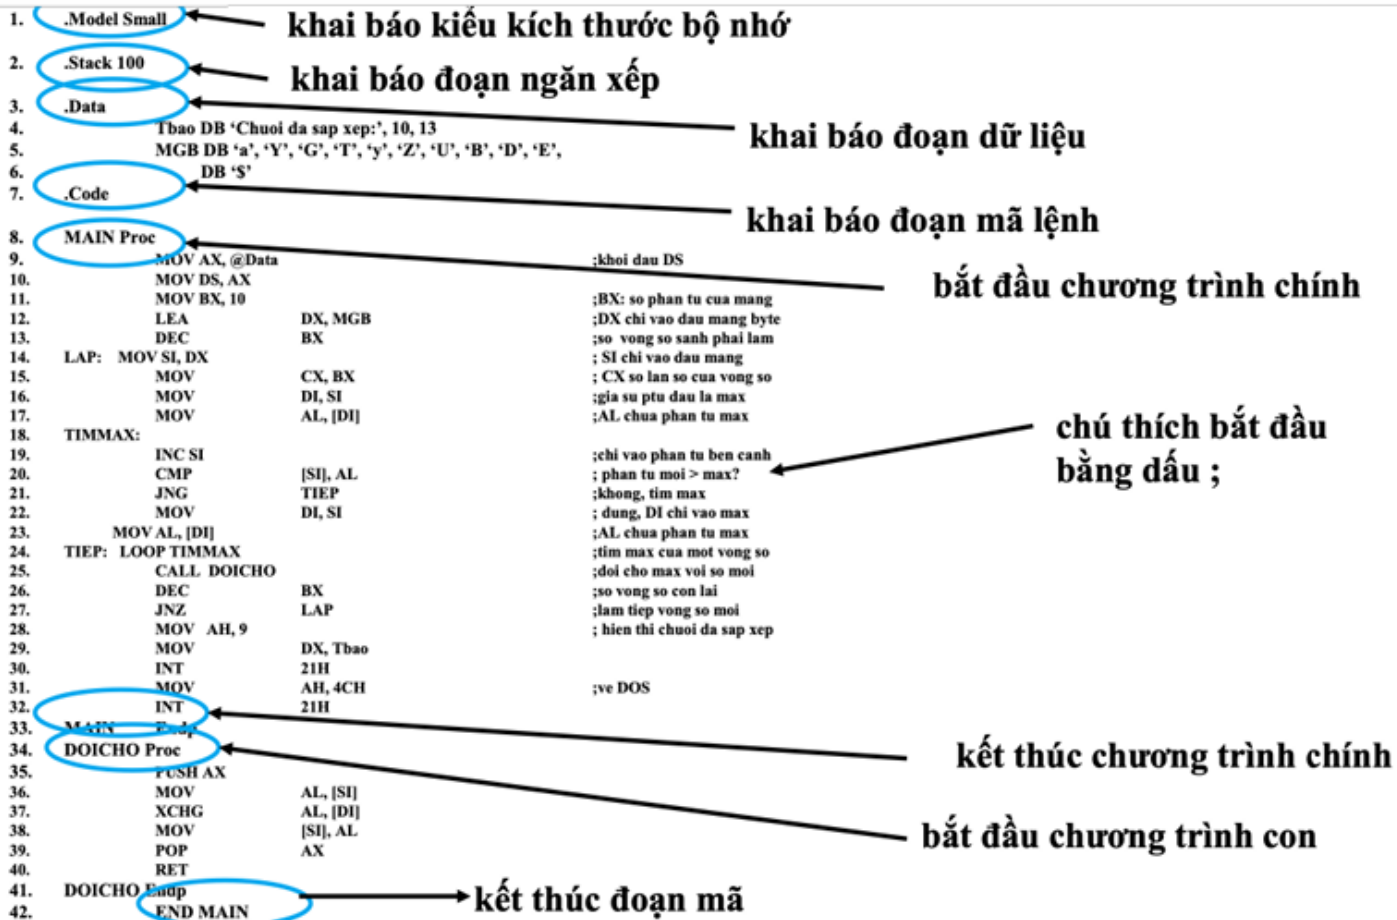 1. .Model Small khai báo kiểu kích thước bộ nhớ
2. .Stack 100 khai báo đoạn ngăn xếp
3. .Data
4. Tbao DB ‘Chuoi da sap xep:’, 10, 13 khai báo đoạn dữ liệu
5. MGB DB ‘a’, ‘Y’, ‘G’, ‘T’, ‘y’, ‘Z’, ‘U’, ‘B’, ‘D’, ‘E’,
6. DB ‘$’
7. .Code khai báo đoạn mã lệnh
8. MAIN Proc
9. MOV AX, @Data ;khoi dau DS
10. MOV DS, AX bắt đầu chương trình chính
11. MOV BX, 10 ;BX: so phan tu cua mang
12. LEA DX, MGB ;DX chi vao dau mang byte
13. DEC BX ;so vong so sanh phai lam
14. LAP: MOV SI, DX ; SI chi vao dau mang
15. MOV CX, BX ; CX so lan so cua vong so
16. MOV DI, SI ;gia su ptu dau la max
17. MOV AL, [DI] ;AL chua phan tu max
18. TIMMAX: chú thích bắt đầu
19. INC SI ;chi vao phan tu ben canh
20. CMP [SI], AL ; phan tu moi > max? bằng dấu ;
21. JNG TIEP ;khong, tim max
22. MOV DI, SI ; dung, DI chi vao max
23. MOV AL, [DI] ;AL chua phan tu max
24. TIEP: LOOP TIMMAX ;tim max cua mot vong so
25. CALL DOICHO ;doi cho max voi so moi
26. DEC BX ;so vong so con lai
27. JNZ LAP ;lam tiep vong so moi
28. MOV AH, 9 ; hien thi chuoi da sap xep
29. MOV DX, Tbao
30. INT 21H
31. MOV AH, 4CH ;ve DOS
32. INT 21H
33. MAIN Endp
34. DOICHO Proc kết thúc chương trình chính
35. PUSH AX
36. MOV AL, [SI]
37. XCHG AL, [DI]
38. MOV [SI], AL bắt đầu chương trình con
39. POP AX
40. RET
41. DOICHO Endp kết thúc đoạn mã
42. END MAIN